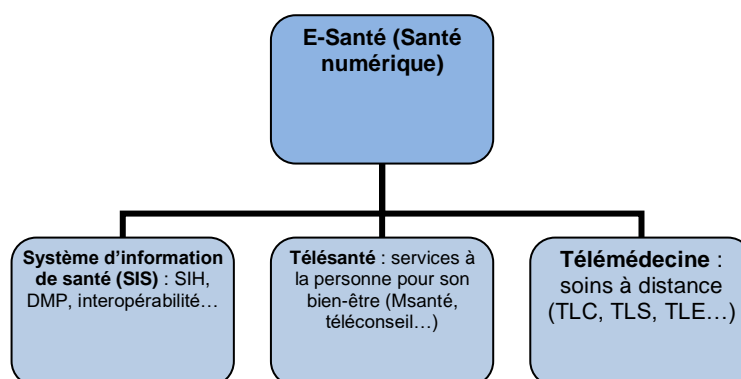 E-Santé (Santé
numérique)
Système d’information
de santé (SIS) : SIH,
DMP, interopérabilité…
Télésanté : services à
la personne pour son
bien-être (Msanté,
téléconseil…)
Télémédecine :
soins à distance
(TLC, TLS, TLE…)